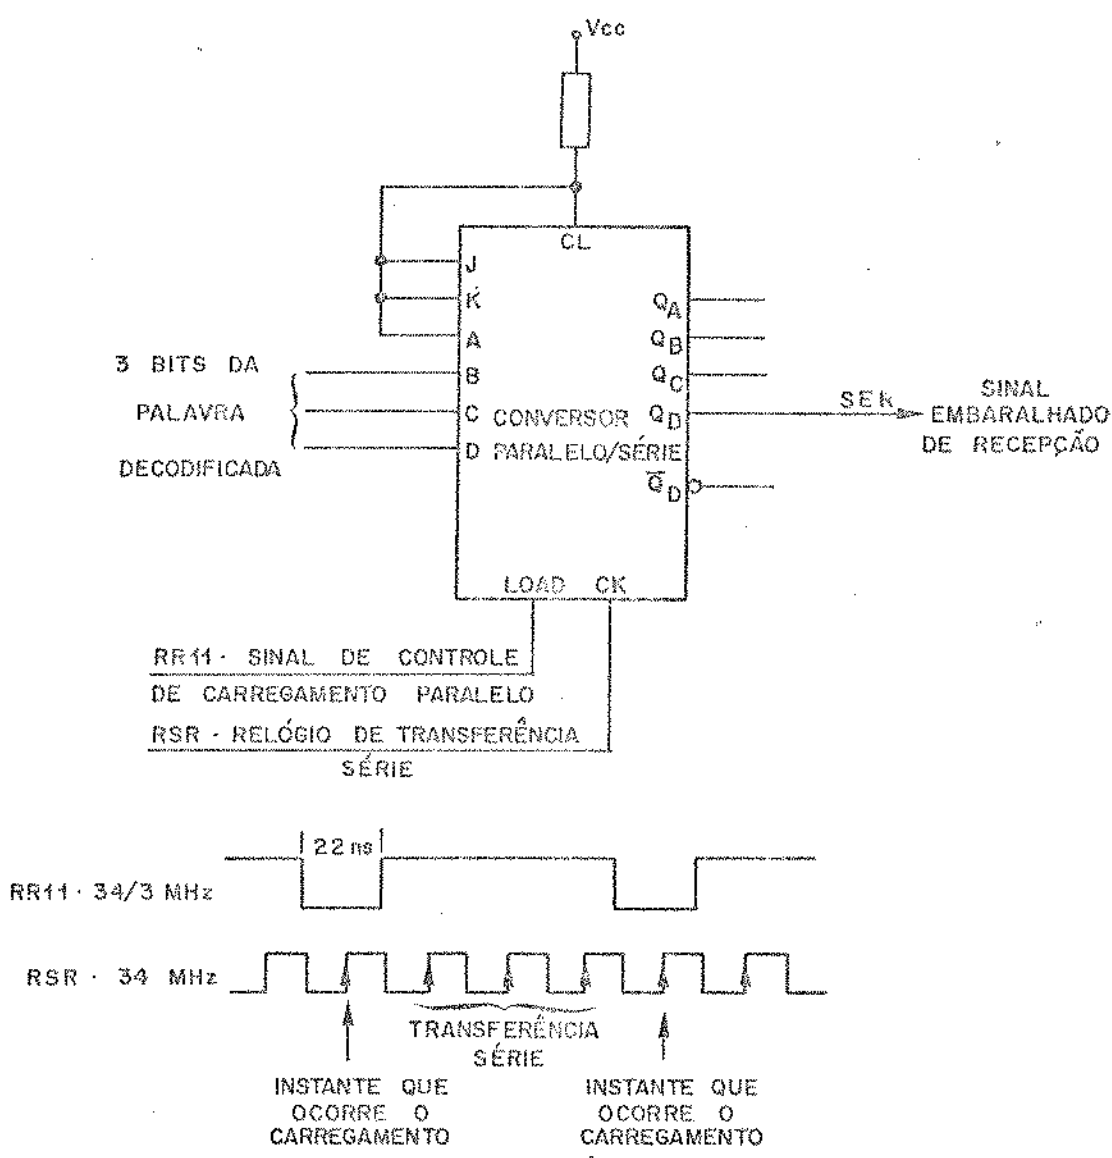 Vcc
CL
J
K
A
B
C
D
3 BITS DA
PALAVRA
DECODIFICADA
CONVERSOR
PARALELO/SÉRIE
QA
QB
QC
QD
Q̅D
SER
SINAL
EMBARALHADO
DE RECEPÇÃO
LOAD CK
RR11 - SINAL DE CONTROLE
DE CARREGAMENTO PARALELO
RSR - RELÓGIO DE TRANSFERÊNCIA
SÉRIE
22 ns
RR11 · 34/3 MHz
RSR · 34 MHz
TRANSFERÊNCIA
SÉRIE
INSTANTE QUE
OCORRE O
CARREGAMENTO
INSTANTE QUE
OCORRE O
CARREGAMENTO